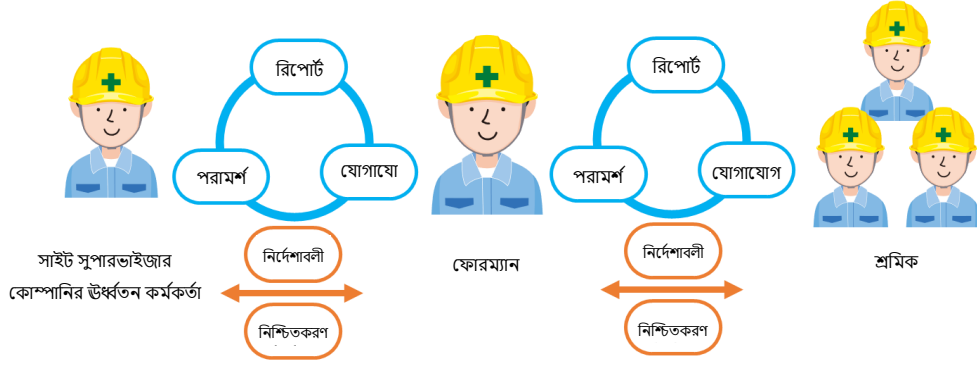 রিপোর্ট
পরামর্শ
যোগাযো
নির্দেশাবলী
নিশ্চিতকরণ
সাইট সুপারভাইজার
কোম্পানির ঊর্ধ্বতন কর্মকর্তা
ফোরম্যান
রিপোর্ট
পরামর্শ
যোগাযোগ
নির্দেশাবলী
নিশ্চিতকরণ
শ্রমিক